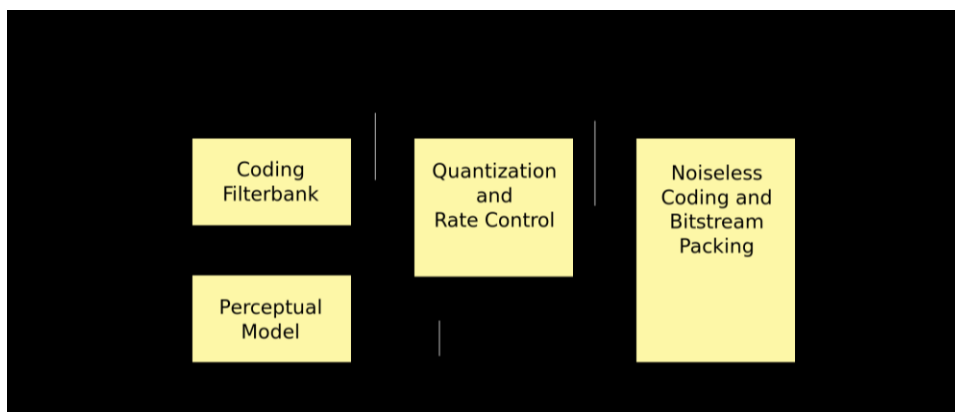 Coding
Filterbank
Quantization
and
Rate Control
Noiseless
Coding and
Bitstream
Packing
Perceptual
Model